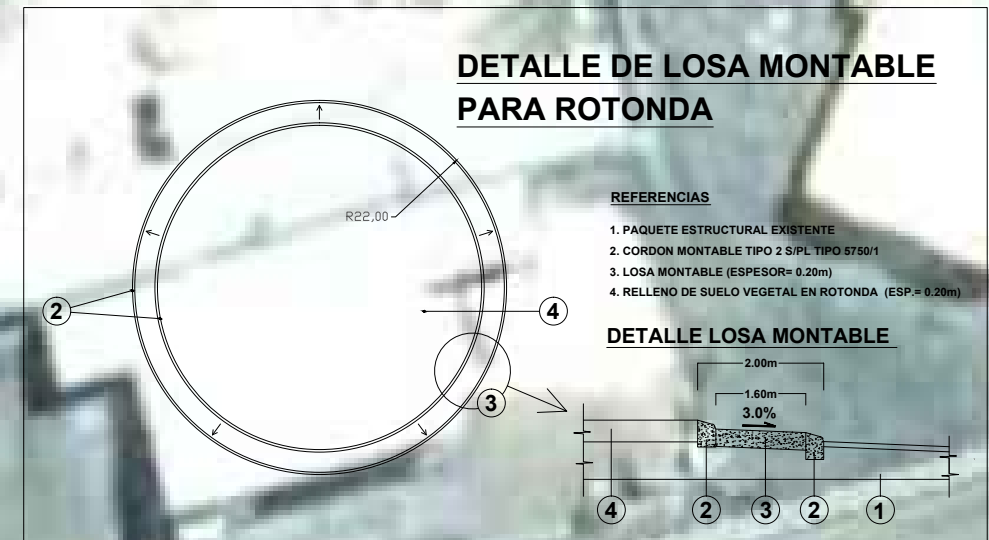 DETALLE DE LOSA MONTABLE
PARA ROTONDA
R22,00
REFERENCIAS
1. PAQUETE ESTRUCTURAL EXISTENTE
2. CORDON MONTABLE TIPO 2 S/PL TIPO 5750/1
3. LOSA MONTABLE (ESPESOR= 0.20m)
4. RELLENO DE SUELO VEGETAL EN ROTONDA (ESP.= 0.20m)
2
4
3
DETALLE LOSA MONTABLE
2.00m
1.60m
3.0%
4
2
3
2
1